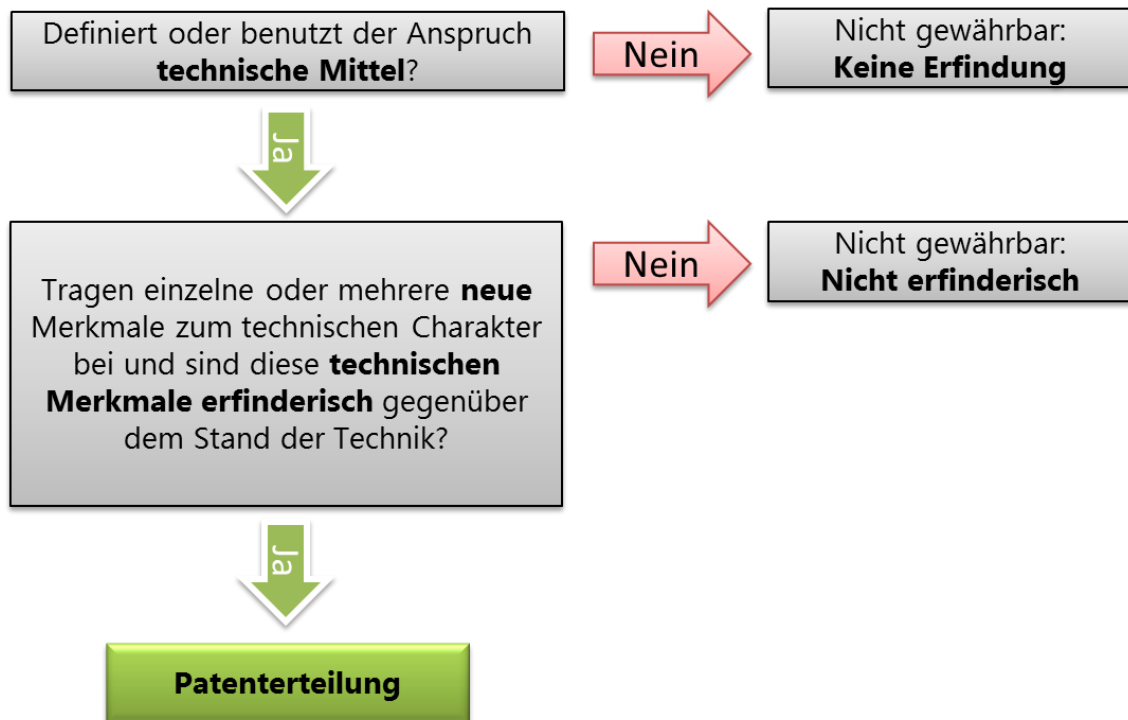 Definiert oder benutzt der Anspruch
technische Mittel?
Nein
Nicht gewährbar:
Keine Erfindung
Ja
Tragen einzelne oder mehrere neue
Merkmale zum technischen Charakter
bei und sind diese technischen
Merkmale erfinderisch gegenüber
dem Stand der Technik?
Nein
Nicht gewährbar:
Nicht erfinderisch
Ja
Patenterteilung